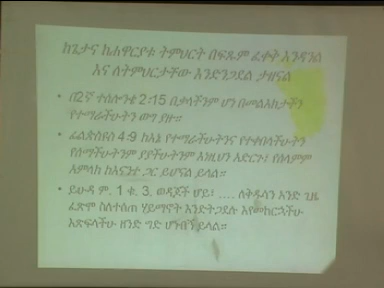 ከጌታና ከሐዋርያቱ ትምህርት በፍጹም ፈቀቅ እንዳንል
እና ለትምህርታቸው እንድንጋደል ታዘናል
• በ2ኛ ተሰሎንቄ 2፡15 በቃላችንም ሆነ በመልእክታችን
የተማራችሁትን ወግ ያዙ።
• ፊልጵስዩስ 4፡9 ከእኔ የተማራችሁትንና የተቀበላችሁትን
የሰማችሁትንም ያያችሁትንም እነዚህን አድርጉ፤ የሰላምም
አምላክ ከእናንተ ጋር ይሆናል ይላል።
• ይሁዳ ም. 1 ቁ. 3. ወዳጆች ሆይ፣ .... ለቅዱሳን አንድ ጊዜ
ፈጽሞ ስለተሰጠ ሃይማኖት እንድትጋደሉ እየመከርኋችሁ
እጽፍላችሁ ዘንድ ግድ ሆነብኝ ይላል።